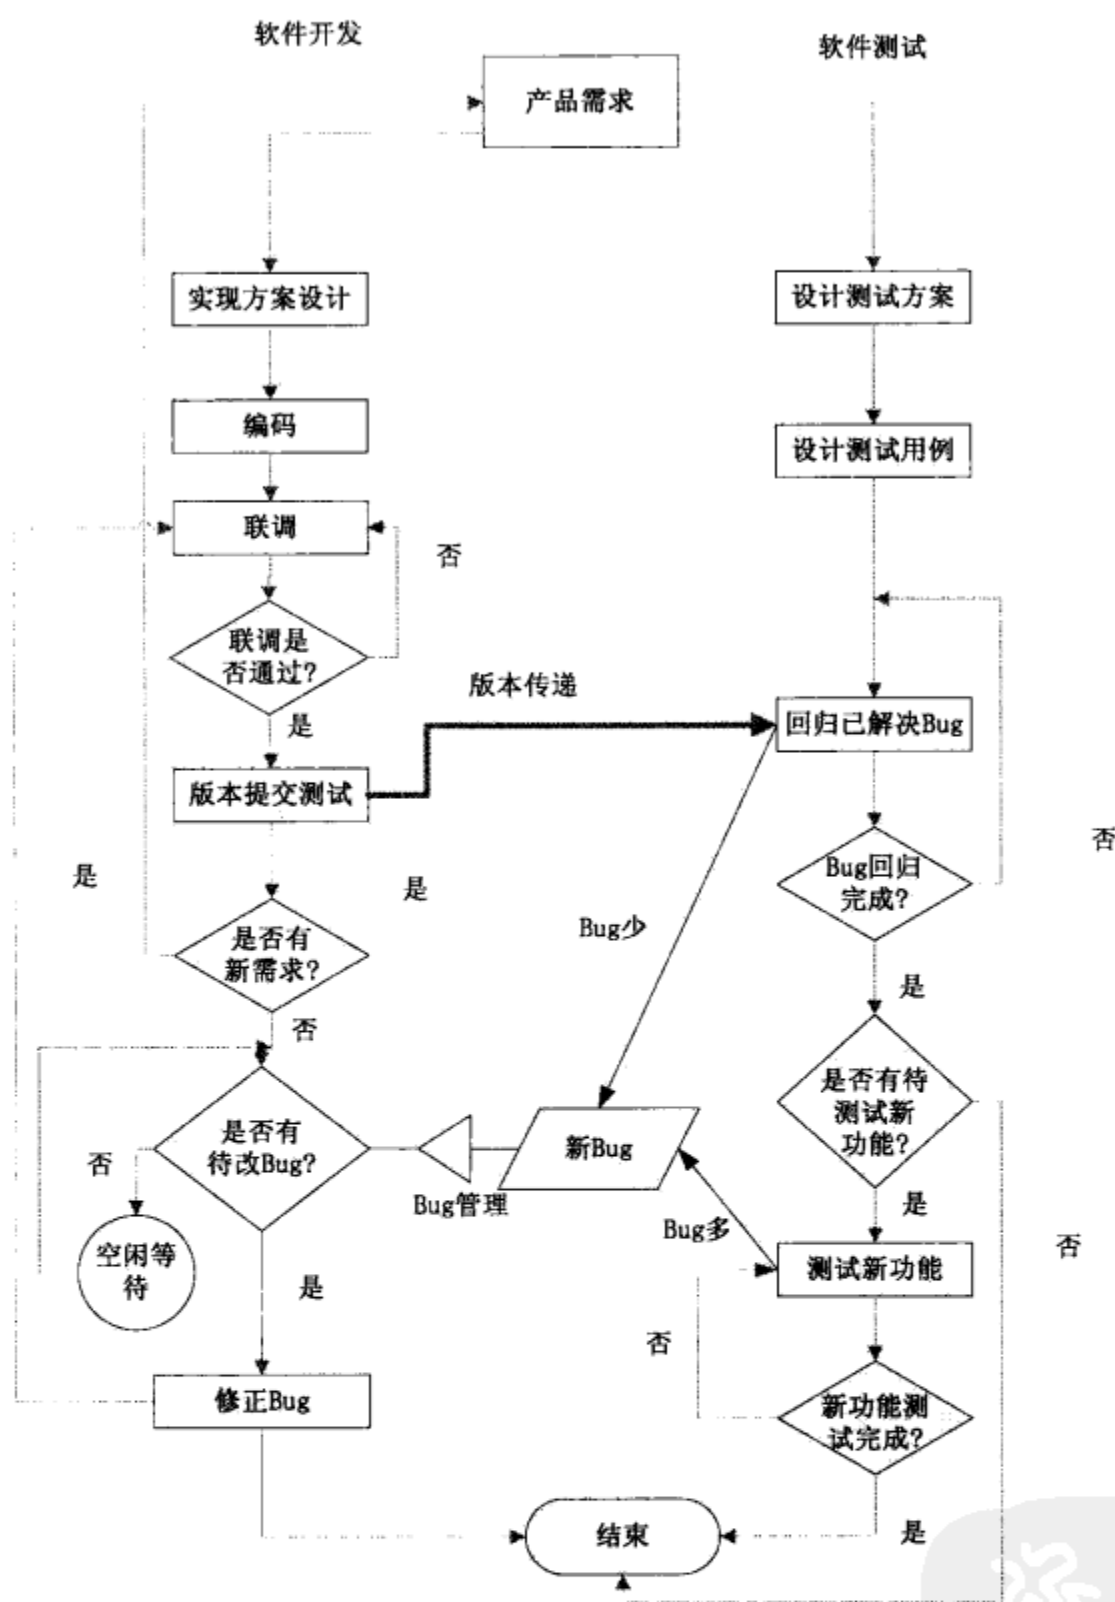 软件开发
软件测试
产品需求
实现方案设计
设计测试方案
编码
设计测试用例
联调
否
联调是
否通过?
是
版本传递
版本提交测试
回归已解决Bug
是
是
否
Bug回归
完成?
Bug少
是否有
新需求?
是
否
是否有待
测试新
功能?
是否有
待改Bug?
新Bug
否
Bug管理
是
Bug多
空闲等
待
是
测试新功能
否
否
修正Bug
新功能测
试完成?
结束
是